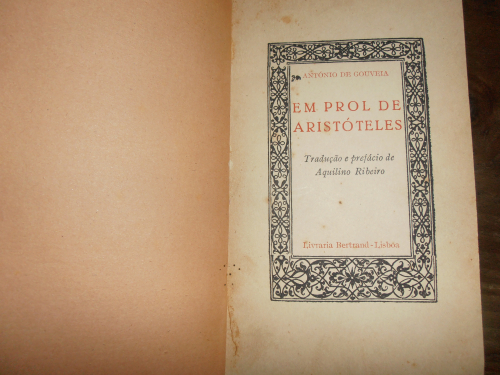 ANTÓNIO DE GOUVEIA
EM PROL DE
ARISTÓTELES
Tradução e prefácio de
Aquilino Ribeiro
Livraria Bertrand-Lisboa